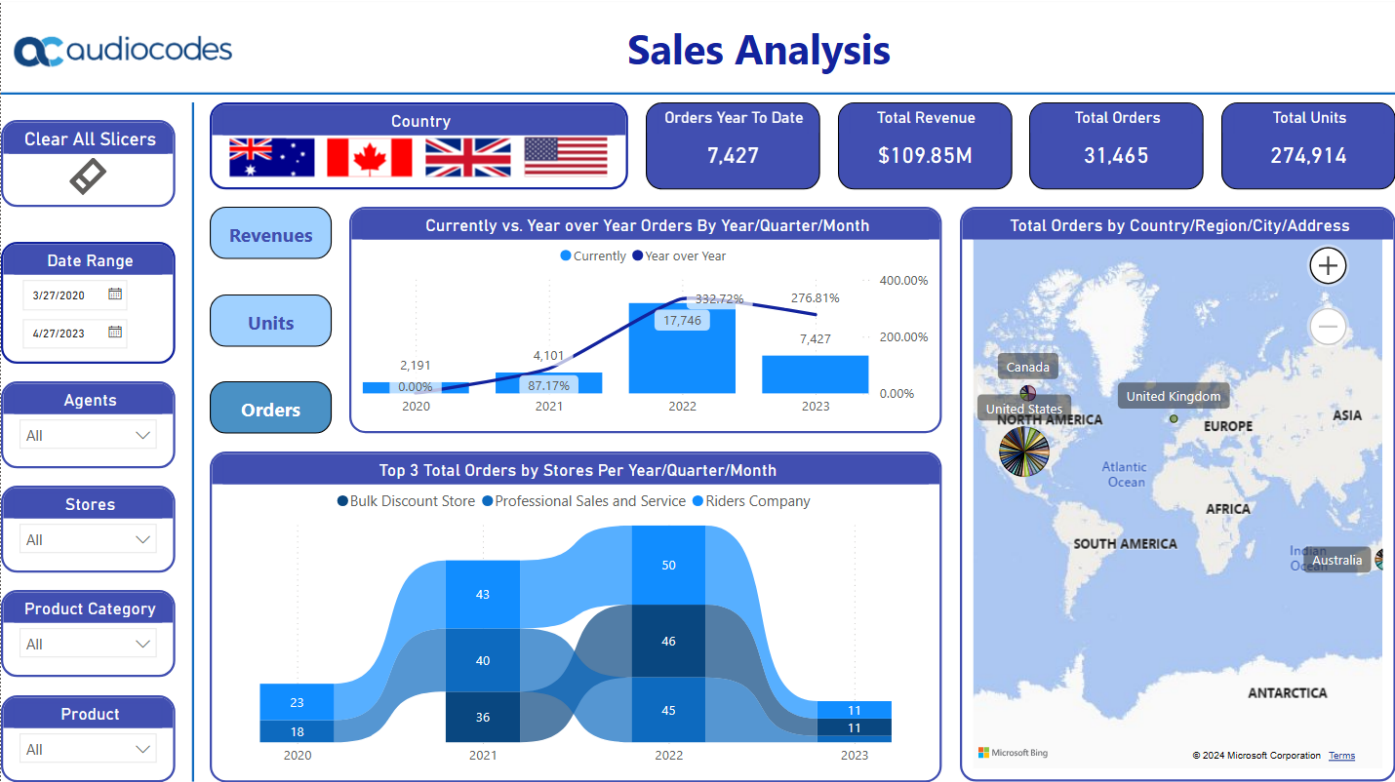 audiocodes
Sales Analysis
Clear All Slicers
Date Range
3/27/2020
4/27/2023
Agents
All
Stores
All
Product Category
All
Product
All
Country
Orders Year To Date
7,427
Total Revenue
$109.85M
Total Orders
31,465
Total Units
274,914
Revenues
Units
Orders
Currently vs. Year over Year Orders By Year/Quarter/Month
Currently Year over Year
400.00%
200.00%
0.00%
2,191
0.00%
4,101
87.17%
332.72%
17,746
276.81%
7,427
2020 2021 2022 2023
Top 3 Total Orders by Stores Per Year/Quarter/Month
Bulk Discount Store Professional Sales and Service Riders Company
23
18
43
40
36
50
46
45
11
11
2020 2021 2022 2023
Total Orders by Country/Region/City/Address
Canada
United States
NORTH AMERICA
United Kingdom
EUROPE
ASIA
Atlantic
Ocean
AFRICA
SOUTH AMERICA
Indian
Ocean
Australia
ANTARCTICA
Microsoft Bing
© 2024 Microsoft Corporation Terms